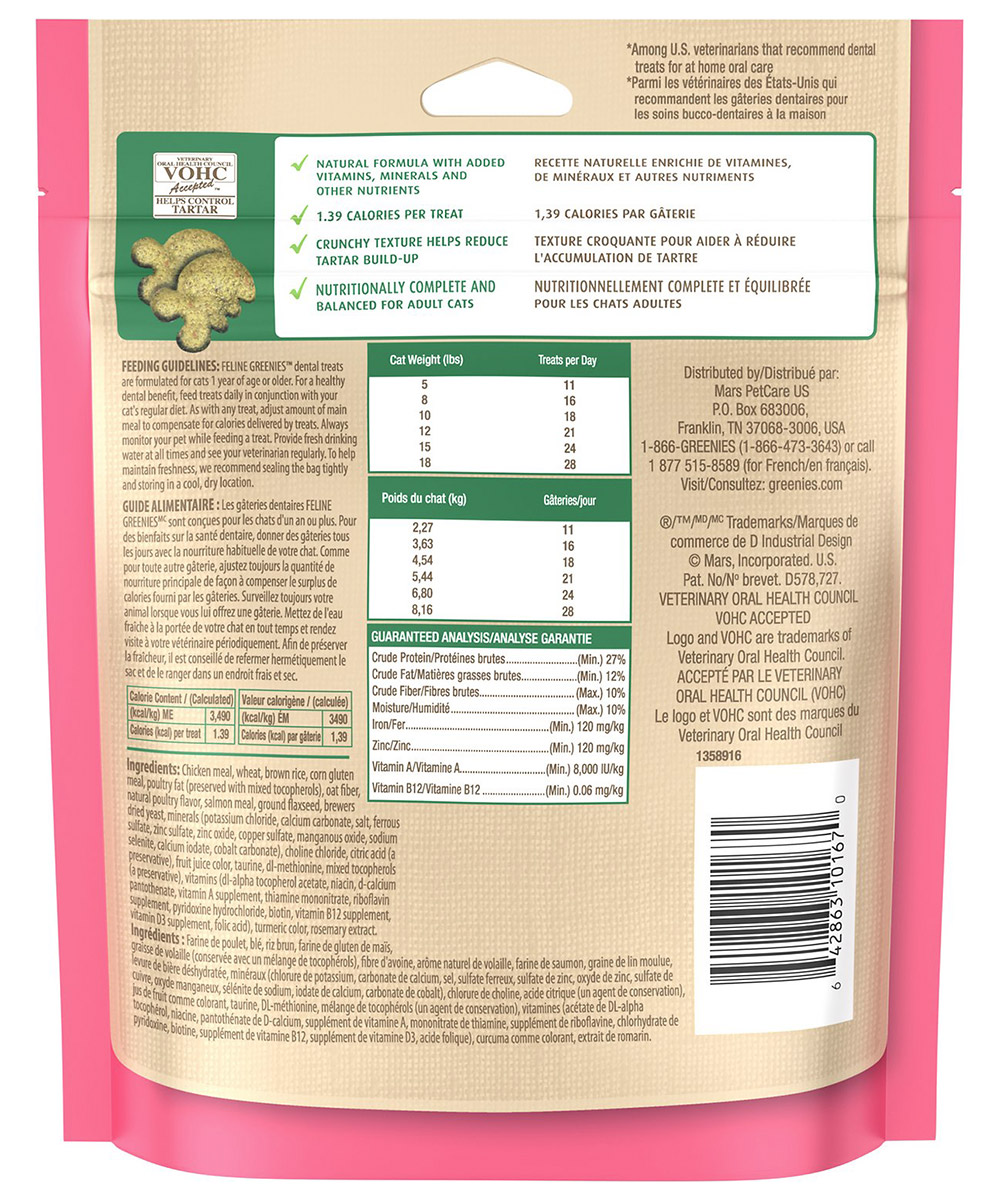 *Among U.S. veterinarians that recommend dental
treats for at home oral care
*Parmi les vétérinaires des États-Unis qui
recommandent les gâteries dentaires pour
les soins bucco-dentaires à la maison
VETERINARY
ORAL HEALTH COUNCIL
VOHC
Accepted™
HELPS CONTROL
TARTAR
NATURAL FORMULA WITH ADDED
VITAMINS, MINERALS AND
OTHER NUTRIENTS
RECETTE NATURELLE ENRICHIE DE VITAMINES,
DE MINÉRAUX ET AUTRES NUTRIMENTS
1.39 CALORIES PER TREAT
1,39 CALORIES PAR GÂTERIE
CRUNCHY TEXTURE HELPS REDUCE
TARTAR BUILD-UP
TEXTURE CROQUANTE POUR AIDER À RÉDUIRE
L'ACCUMULATION DE TARTRE
NUTRITIONALLY COMPLETE AND
BALANCED FOR ADULT CATS
NUTRITIONNELLEMENT COMPLETE ET ÉQUILIBRÉE
POUR LES CHATS ADULTES
FEEDING GUIDELINES: FELINE GREENIES™ dental treats
are formulated for cats 1 year of age or older. For a healthy
dental benefit, feed treats daily in conjunction with your
cat's regular diet. As with any treat, adjust amount of main
meal to compensate for calories delivered by treats. Always
monitor your pet while feeding a treat. Provide fresh drinking
water at all times and see your veterinarian regularly. To help
maintain freshness, we recommend sealing the bag tightly
and storing in a cool, dry location.
GUIDE ALIMENTAIRE : Les gâteries dentaires FELINE
GREENIESᴹᶜ sont conçues pour les chats d'un an ou plus. Pour
des bienfaits sur la santé dentaire, donner des gâteries tous
les jours avec la nourriture habituelle de votre chat. Comme
pour toute autre gâterie, ajustez toujours la quantité de
nourriture principale de façon à compenser le surplus de
calories fourni par les gâteries. Surveillez toujours votre
animal lorsque vous lui offrez une gâterie. Mettez de l'eau
fraîche à la portée de votre chat en tout temps et rendez
visite à votre vétérinaire périodiquement. Afin de préserver
la fraîcheur, il est conseillé de refermer hermétiquement le
sac et de le ranger dans un endroit frais et sec.
Calorie Content / (Calculated) Valeur calorigène / (calculée)
(kcal/kg) ME 3,490 (kcal/kg) ÉM 3490
Calories (kcal) per treat 1.39 Calories (kcal) par gâterie 1,39
Ingredients: Chicken meal, wheat, brown rice, corn gluten
meal, poultry fat (preserved with mixed tocopherols), oat fiber,
natural poultry flavor, salmon meal, ground flaxseed, brewers
dried yeast, minerals (potassium chloride, calcium carbonate, salt, ferrous
sulfate, zinc sulfate, zinc oxide, copper sulfate, manganous oxide, sodium
selenite, calcium iodate, cobalt carbonate), choline chloride, citric acid (a
preservative), fruit juice color, taurine, dl-methionine, mixed tocopherols
(a preservative), vitamins (dl-alpha tocopherol acetate, niacin, d-calcium
pantothenate, vitamin A supplement, thiamine mononitrate, riboflavin
supplement, pyridoxine hydrochloride, biotin, vitamin B12 supplement,
vitamin D3 supplement, folic acid), turmeric color, rosemary extract.
Ingrédients : Farine de poulet, blé, riz brun, farine de gluten de maïs,
graisse de volaille (conservée avec un mélange de tocophérols), fibre d'avoine, arôme naturel de volaille, farine de saumon, graine de lin moulue,
levure de bière déshydratée, minéraux (chlorure de potassium, carbonate de calcium, sel, sulfate ferreux, sulfate de zinc, oxyde de zinc, sulfate de
cuivre, oxyde manganeux, sélénite de sodium, iodate de calcium, carbonate de cobalt), chlorure de choline, acide citrique (un agent de conservation),
jus de fruit comme colorant, taurine, DL-méthionine, mélange de tocophérols (un agent de conservation), vitamines (acétate de DL-alpha
tocophérol, niacine, pantothénate de D-calcium, supplément de vitamine A, mononitrate de thiamine, supplément de riboflavine, chlorhydrate de
pyridoxine, biotine, supplément de vitamine B12, supplément de vitamine D3, acide folique), curcuma comme colorant, extrait de romarin.
Cat Weight (lbs) Treats per Day
5 11
8 16
10 18
12 21
15 24
18 28
Poids du chat (kg) Gâteries/jour
2,27 11
3,63 16
4,54 18
5,44 21
6,80 24
8,16 28
GUARANTEED ANALYSIS/ANALYSE GARANTIE
Crude Protein/Protéines brutes...(Min.) 27%
Crude Fat/Matières grasses brutes...(Min.) 12%
Crude Fiber/Fibres brutes...(Max.) 10%
Moisture/Humidité...(Max.) 10%
Iron/Fer...(Min.) 120 mg/kg
Zinc/Zinc...(Min.) 120 mg/kg
Vitamin A/Vitamine A...(Min.) 8,000 IU/kg
Vitamin B12/Vitamine B12...(Min.) 0.06 mg/kg
Distributed by/Distribué par:
Mars PetCare US
P.O. Box 683006,
Franklin, TN 37068-3006, USA
1-866-GREENIES (1-866-473-3643) or call
1 877 515-8589 (for French/en français).
Visit/Consultez: greenies.com
®/™/ᴹᴰ/ᴹᶜ Trademarks/Marques de
commerce de D Industrial Design
© Mars, Incorporated. U.S.
Pat. No/Nº brevet. D578,727.
VETERINARY ORAL HEALTH COUNCIL
VOHC ACCEPTED
Logo and VOHC are trademarks of
Veterinary Oral Health Council.
ACCEPTÉ PAR LE VETERINARY
ORAL HEALTH COUNCIL (VOHC)
Le logo et VOHC sont des marques du
Veterinary Oral Health Council
1358916
6 42863 10167 0